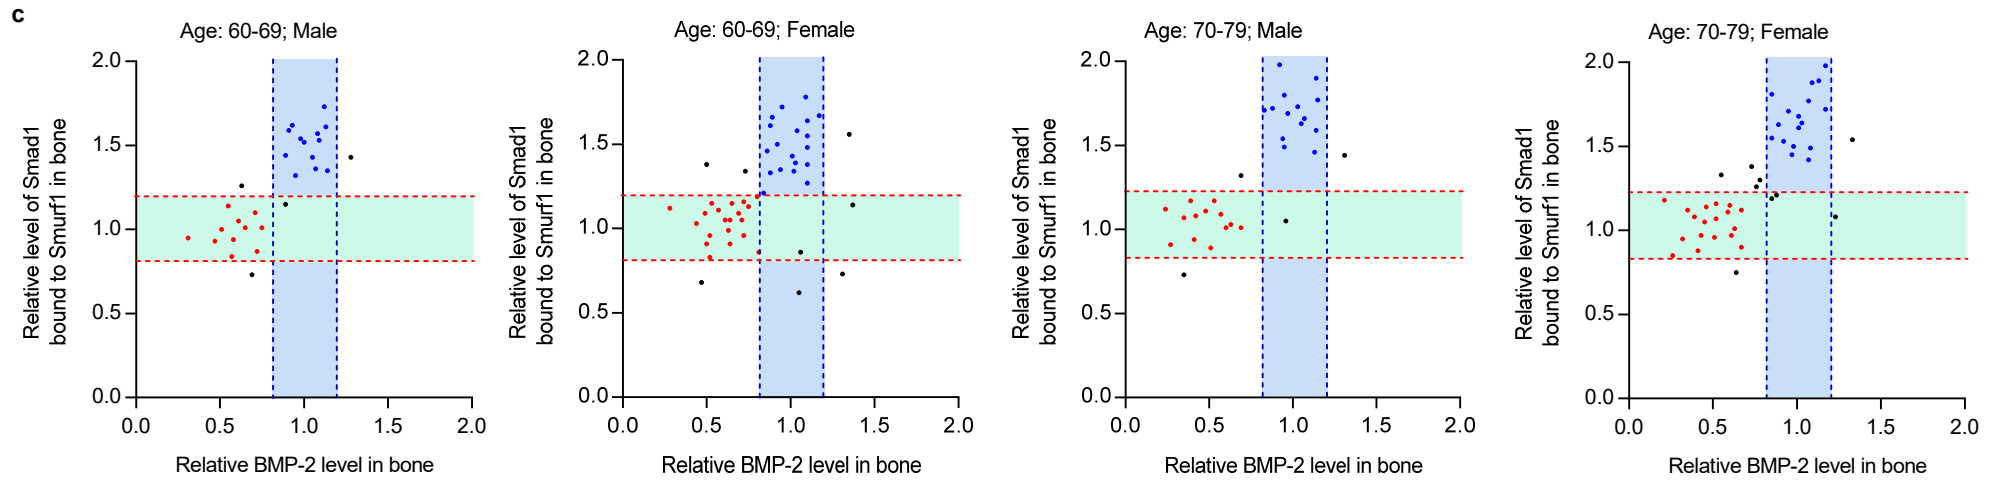 c
Age: 60-69; Male
Relative level of Smad1
bound to Smurf1 in bone
2.0
1.5
1.0
0.5
0.0
0.0 0.5 1.0 1.5 2.0
Relative BMP-2 level in bone
Age: 60-69; Female
Relative level of Smad1
bound to Smurf1 in bone
2.0
1.5
1.0
0.5
0.0
0.0 0.5 1.0 1.5 2.0
Relative BMP-2 level in bone
Age: 70-79; Male
Relative level of Smad1
bound to Smurf1 in bone
2.0
1.5
1.0
0.5
0.0
0.0 0.5 1.0 1.5 2.0
Relative BMP-2 level in bone
Age: 70-79; Female
Relative level of Smad1
bound to Smurf1 in bone
2.0
1.5
1.0
0.5
0.0
0.0 0.5 1.0 1.5 2.0
Relative BMP-2 level in bone